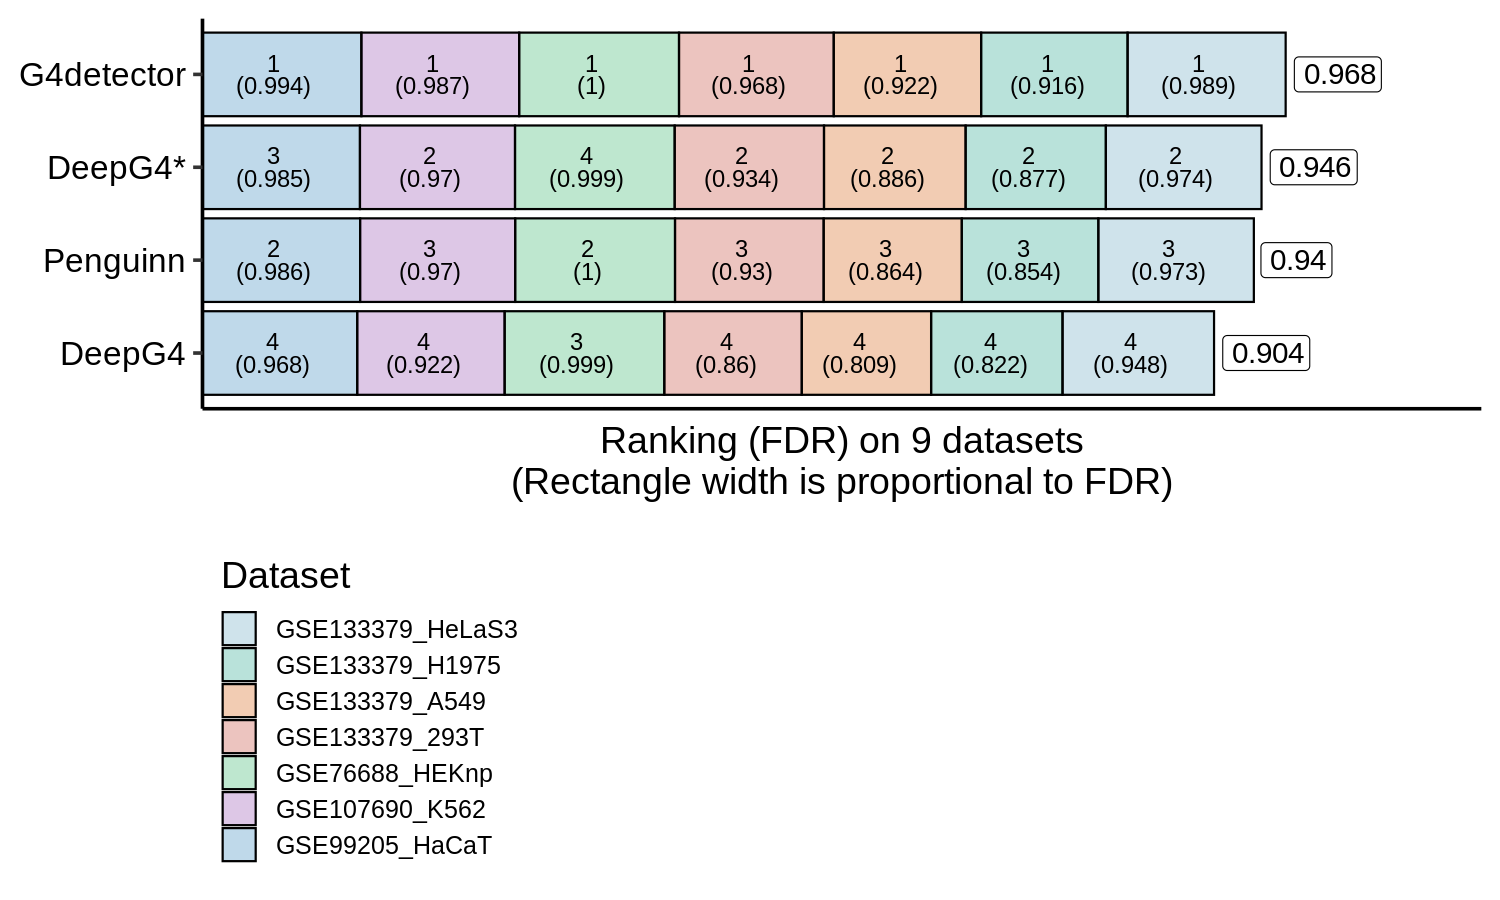 G4detector
1 1 1 1 1 1 1
(0.994) (0.987) (1) (0.968) (0.922) (0.916) (0.989)
0.968
DeepG4*
3 2 4 2 2 2 2
(0.985) (0.97) (0.999) (0.934) (0.886) (0.877) (0.974)
0.946
Penguinn
2 3 2 3 3 3 3
(0.986) (0.97) (1) (0.93) (0.864) (0.854) (0.973)
0.94
DeepG4
4 4 3 4 4 4 4
(0.968) (0.922) (0.999) (0.86) (0.809) (0.822) (0.948)
0.904
Ranking (FDR) on 9 datasets
(Rectangle width is proportional to FDR)
Dataset
GSE133379_HeLaS3
GSE133379_H1975
GSE133379_A549
GSE133379_293T
GSE76688_HEKnp
GSE107690_K562
GSE99205_HaCaT